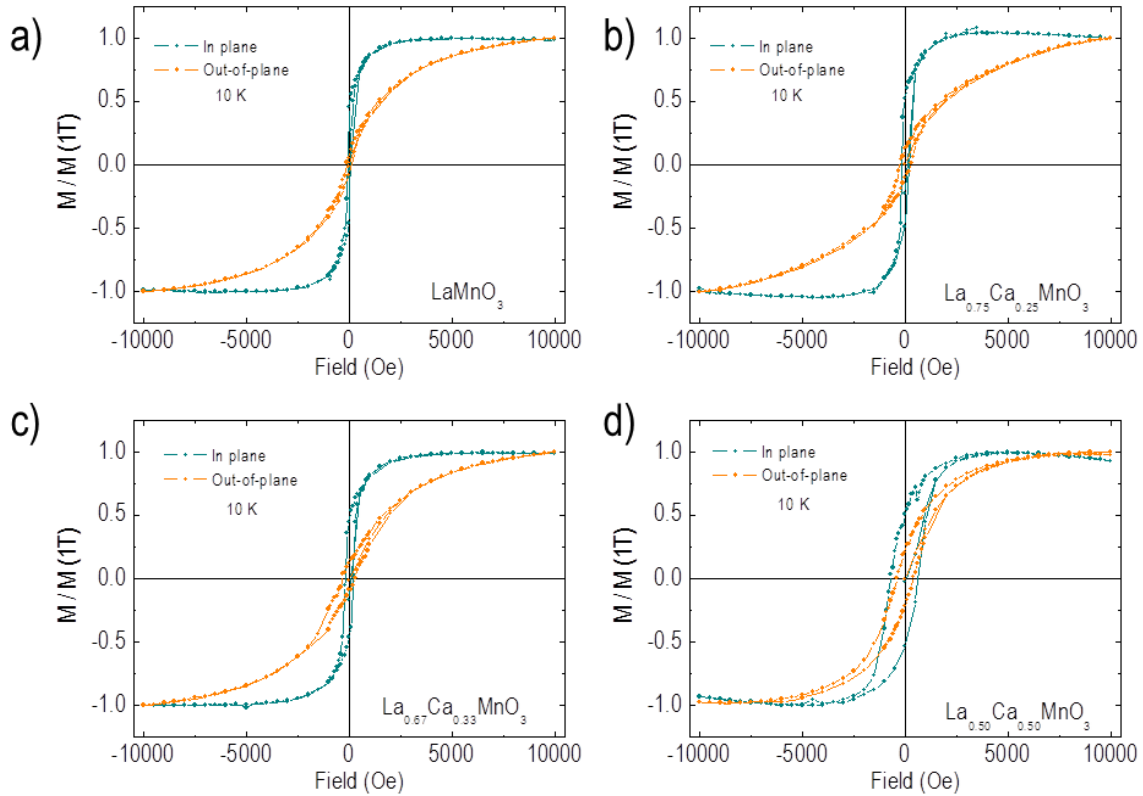 a)
1.0
0.5
0.0
-0.5
-1.0
M / M (1T)
In plane
Out-of-plane
10 K
LaMnO3
-10000 -5000 0 5000 10000
Field (Oe)
b)
1.0
0.5
0.0
-0.5
-1.0
M / M (1T)
In plane
Out-of-plane
10 K
La0.75Ca0.25MnO3
-10000 -5000 0 5000 10000
Field (Oe)
c)
1.0
0.5
0.0
-0.5
-1.0
M / M (1T)
In plane
Out-of-plane
10 K
La0.67Ca0.33MnO3
-10000 -5000 0 5000 10000
Field (Oe)
d)
1.0
0.5
0.0
-0.5
-1.0
M / M (1T)
In plane
Out-of-plane
10 K
La0.50Ca0.50MnO3
-10000 -5000 0 5000 10000
Field (Oe)